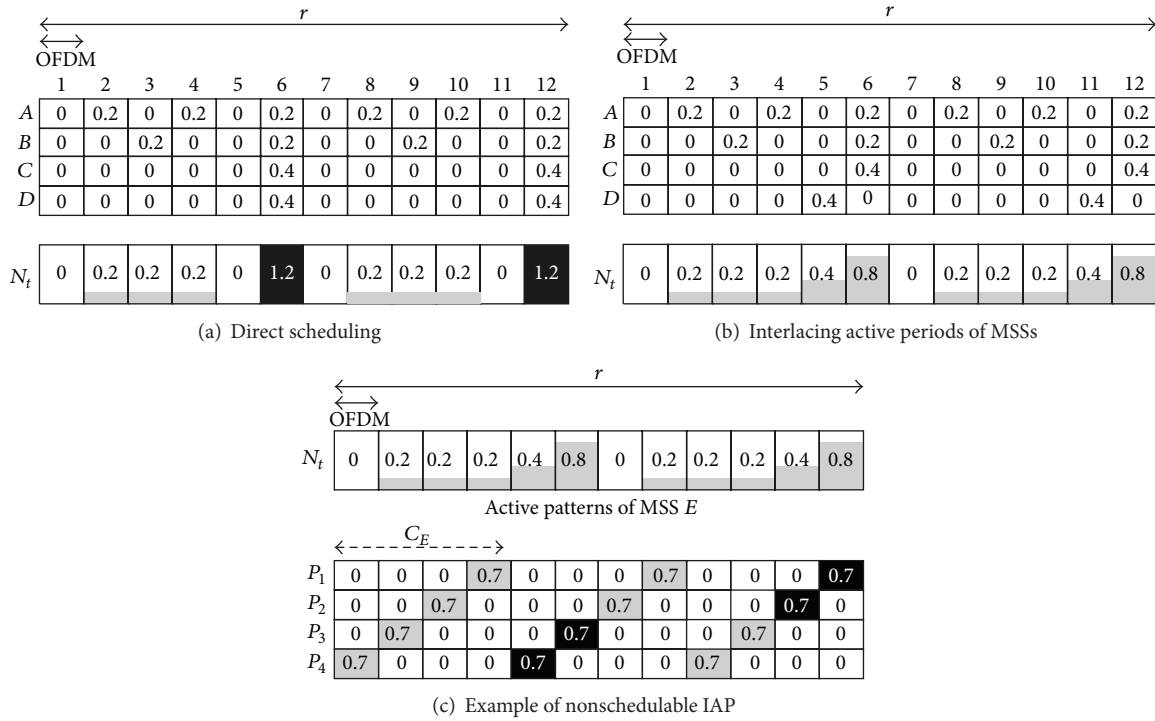 r
OFDM
1 2 3 4 5 6 7 8 9 10 11 12
A 0 0.2 0 0.2 0 0.2 0 0.2 0 0.2 0 0.2
B 0 0 0.2 0 0 0.2 0 0 0.2 0 0 0.2
C 0 0 0 0 0 0.4 0 0 0 0 0 0.4
D 0 0 0 0 0 0.4 0 0 0 0 0 0.4
N_t 0 0.2 0.2 0.2 0 1.2 0 0.2 0.2 0.2 0 1.2
(a) Direct scheduling
r
OFDM
1 2 3 4 5 6 7 8 9 10 11 12
A 0 0.2 0 0.2 0 0.2 0 0.2 0 0.2 0 0.2
B 0 0 0.2 0 0 0.2 0 0 0.2 0 0 0.2
C 0 0 0 0 0 0.4 0 0 0 0 0 0.4
D 0 0 0 0 0.4 0 0 0 0 0 0.4 0
N_t 0 0.2 0.2 0.2 0.4 0.8 0 0.2 0.2 0.2 0.4 0.8
(b) Interlacing active periods of MSSs
r
OFDM
N_t 0 0.2 0.2 0.2 0.4 0.8 0 0.2 0.2 0.2 0.4 0.8
Active patterns of MSS E
C_E
P_1 0 0 0 0.7 0 0 0 0.7 0 0 0 0.7
P_2 0 0 0.7 0 0 0 0.7 0 0 0 0.7 0
P_3 0 0.7 0 0 0 0.7 0 0 0 0.7 0 0
P_4 0.7 0 0 0 0.7 0 0 0 0.7 0 0 0
(c) Example of nonschedulable IAP